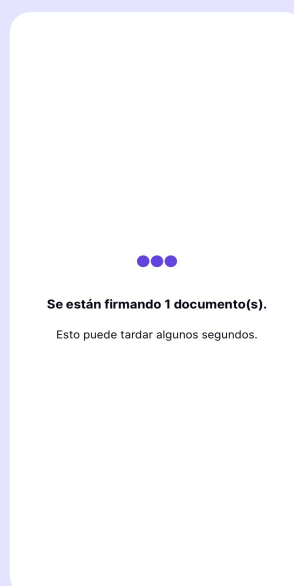 Se están firmando 1 documento(s).
Esto puede tardar algunos segundos.